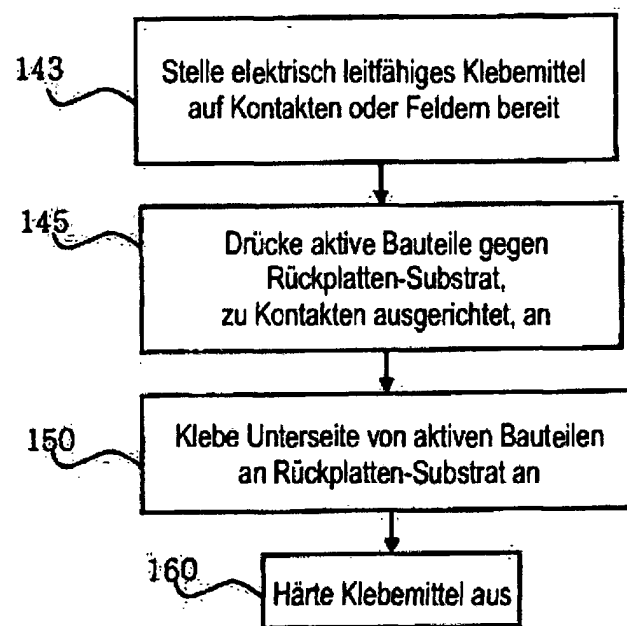 143
Stelle elektrisch leitfähiges Klebemittel
auf Kontakten oder Feldern bereit
145
Drücke aktive Bauteile gegen
Rückplatten-Substrat,
zu Kontakten ausgerichtet, an
150
Klebe Unterseite von aktiven Bauteilen
an Rückplatten-Substrat an
160
Härte Klebemittel aus